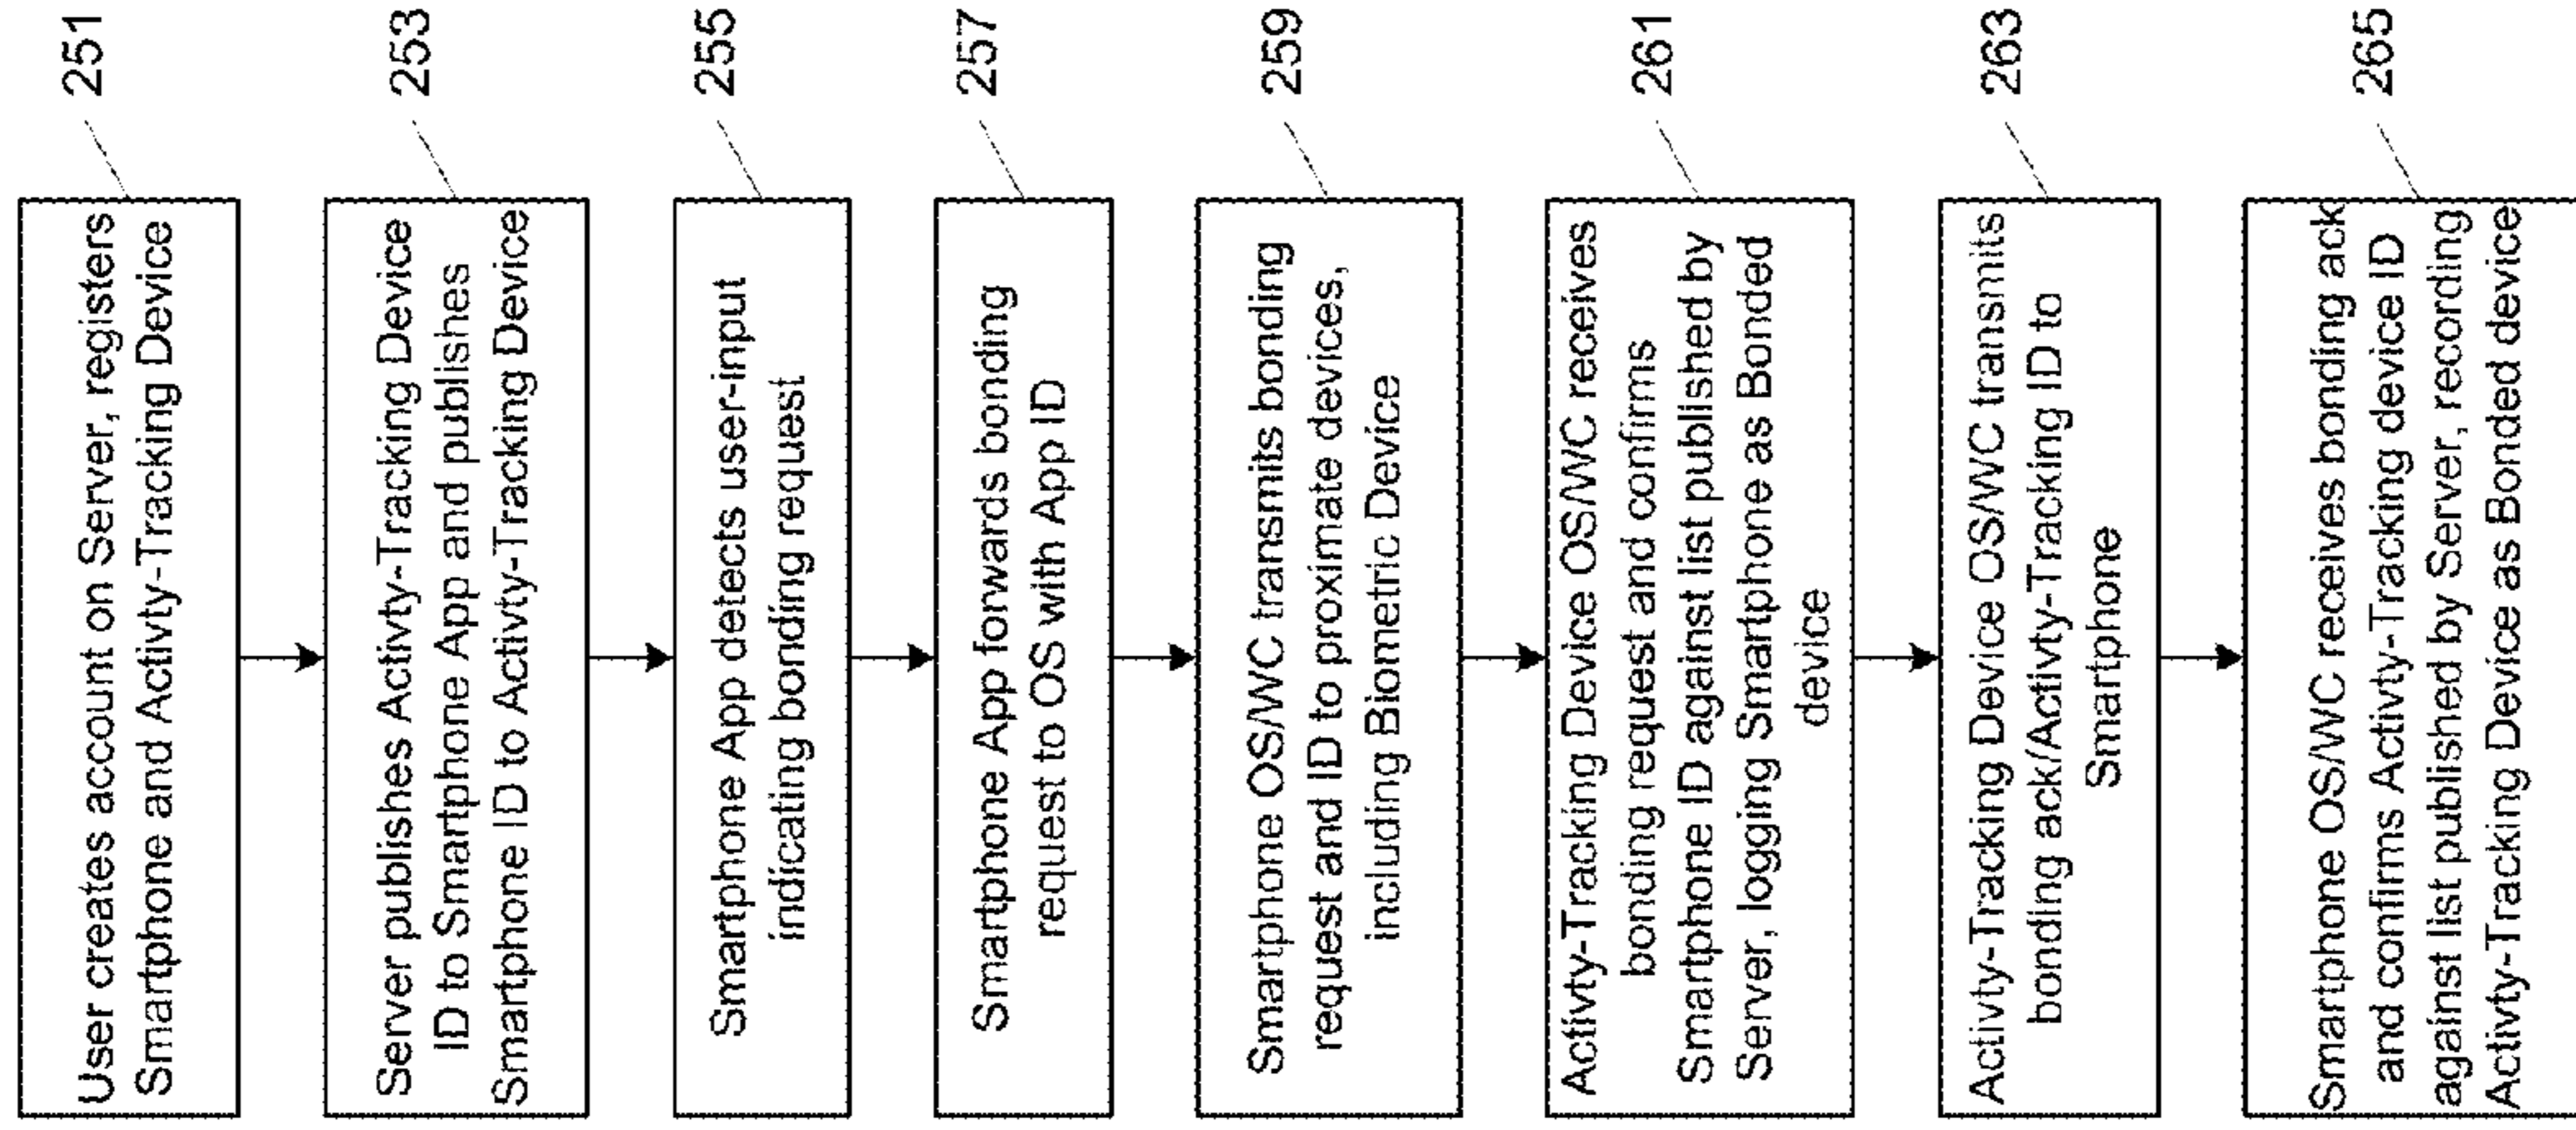 251
User creates account on Server, registers
Smartphone and Activty-Tracking Device
253
Server publishes Activty-Tracking Device
ID to Smartphone App and publishes
Smartphone ID to Activty-Tracking Device
255
Smartphone App detects user-input
indicating bonding request
257
Smartphone App forwards bonding
request to OS with App ID
259
Smartphone OS/WC transmits bonding
request and ID to proximate devices,
including Biometric Device
261
Activty-Tracking Device OS/WC receives
bonding request and confirms
Smartphone ID against list published by
Server, logging Smartphone as Bonded
device
263
Activty-Tracking Device OS/WC transmits
bonding ack/Activty-Tracking ID to
Smartphone
265
Smartphone OS/WC receives bonding ack
and confirms Activty-Tracking device ID
against list published by Server, recording
Activty-Tracking Device as Bonded device